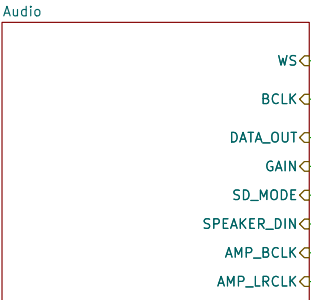 Audio
WS
BCLK
DATA_OUT
GAIN
SD_MODE
SPEAKER_DIN
AMP_BCLK
AMP_LRCLK